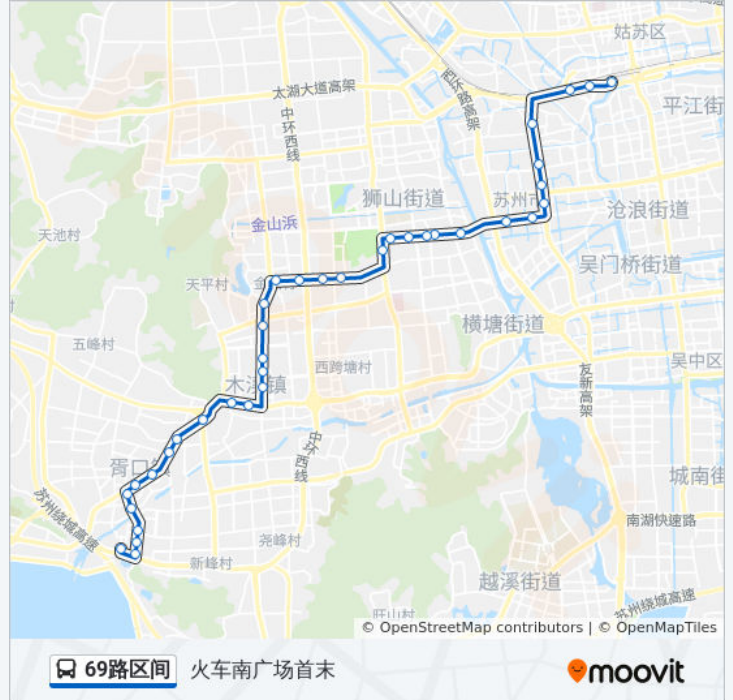 姑苏区
西环路高架
太湖大道高架
平江街
中环西线
狮山街道
苏州市
沧浪街道
金山浜
天池村
吴门桥街道
天平村
横塘街道
五峰村
西跨塘村
吴中区
木渎镇
友新高架
中环西线
胥口镇
城南街
苏州绕城高速
南湖快速路
尧峰村
新峰村
越溪街道
苏州绕城高速
旺山村
© OpenStreetMap contributors | © OpenMapTiles
69路区间 火车南广场首末
moovit